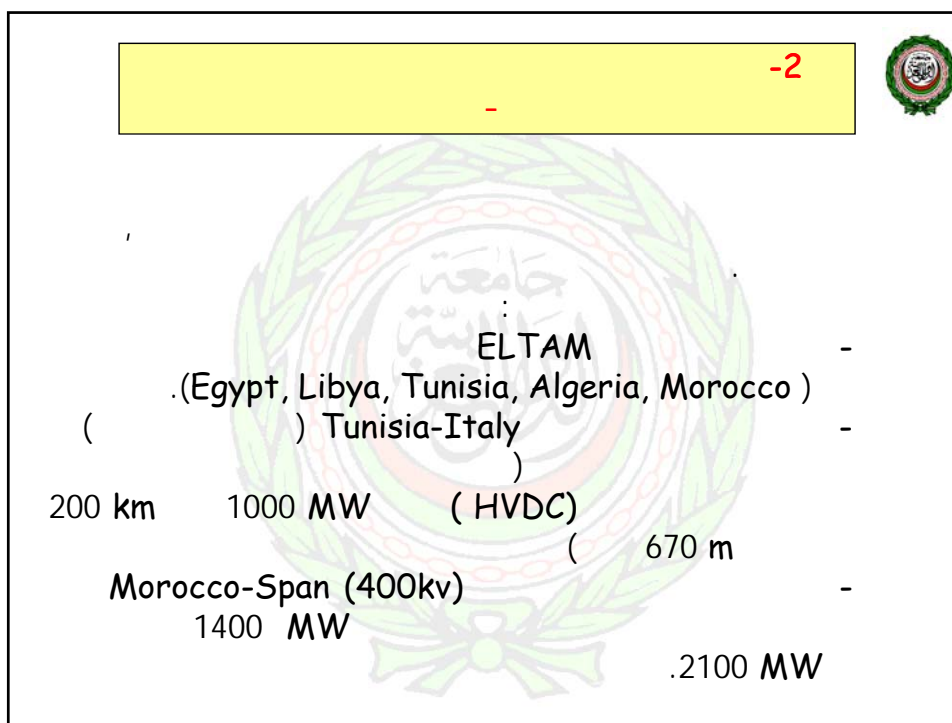 -2
-
,
.
:
- ELTAM
.(Egypt, Libya, Tunisia, Algeria, Morocco )
- Tunisia-Italy ( )
)
( HVDC) 1000 MW 200 km
670 m (
- Morocco-Span (400kv)
1400 MW
.2100 MW
جامعة